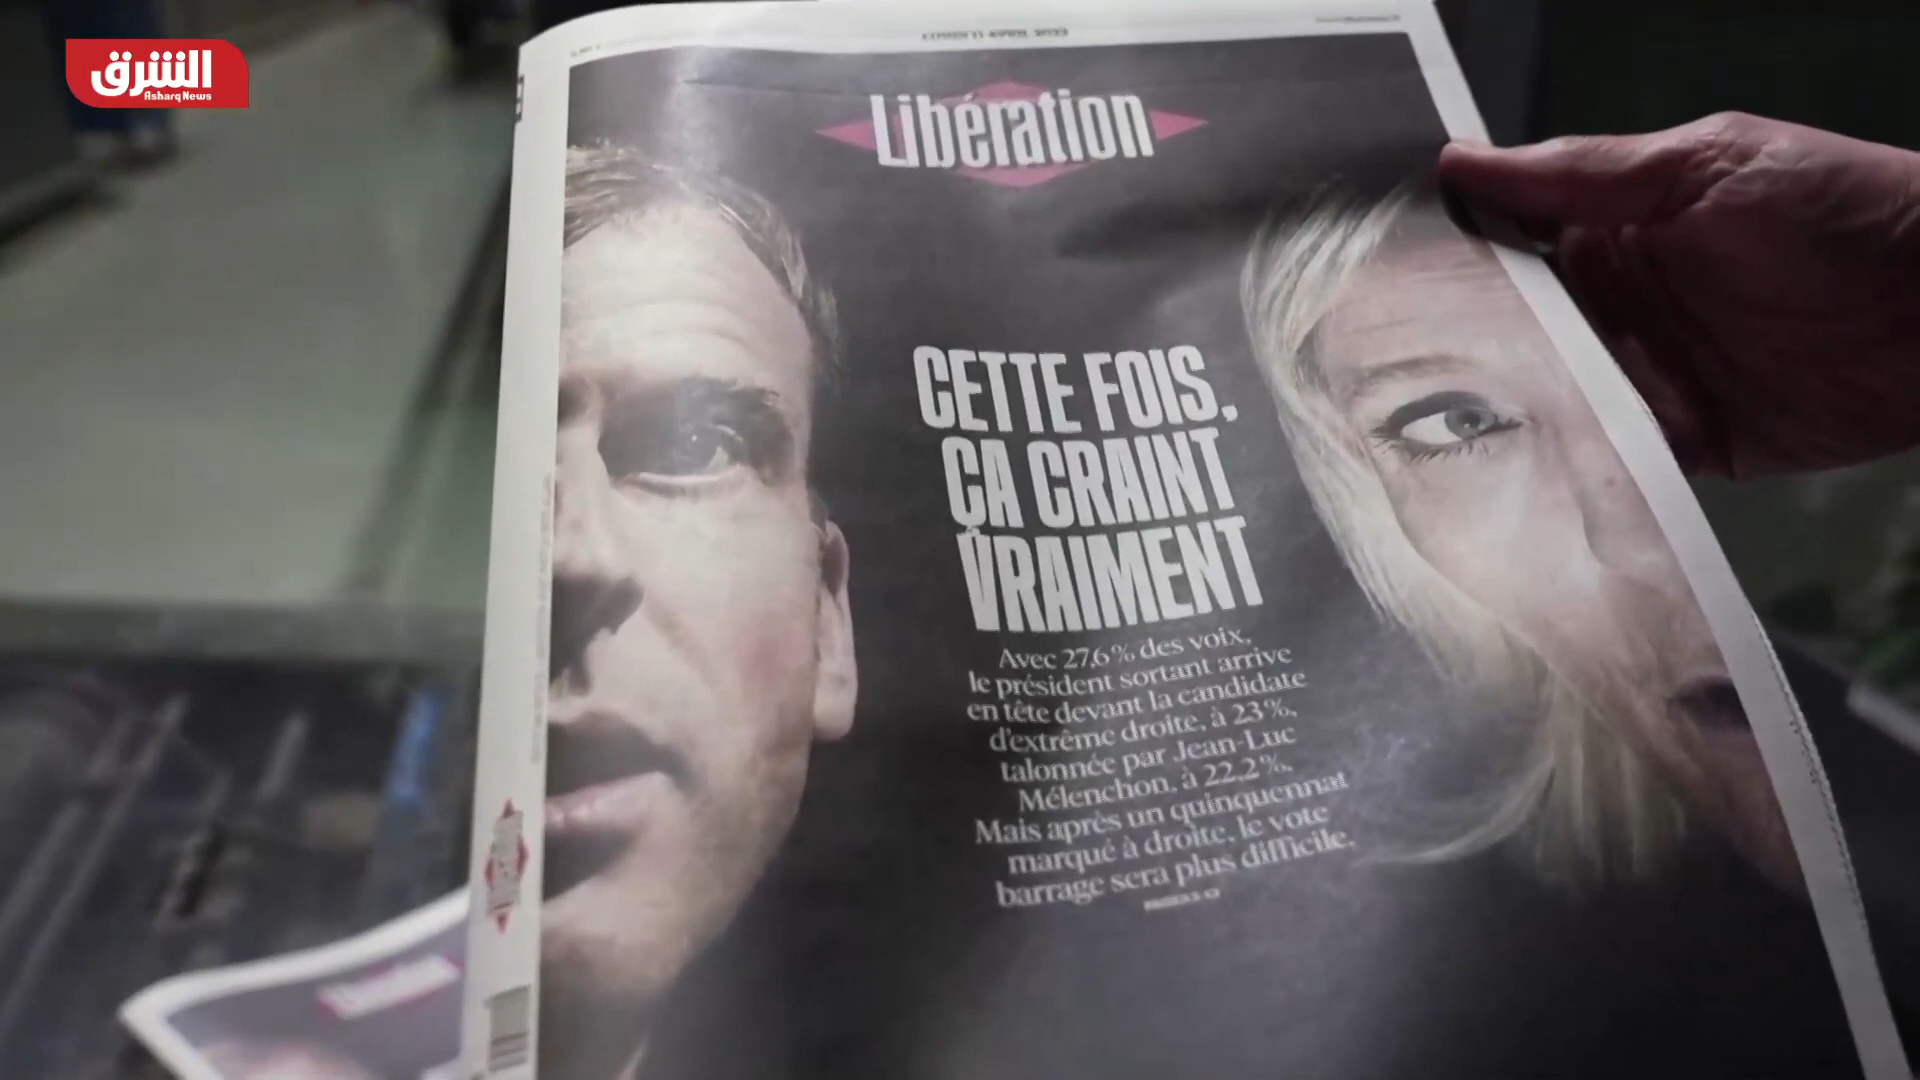 الشرق
Asharq News
Libération
CETTE FOIS,
ÇA CRAINT
VRAIMENT
Avec 27,6 % des voix,
le président sortant arrive
en tête devant la candidate
d'extrême droite, à 23 %,
talonnée par Jean-Luc
Mélenchon, à 22,2 %.
Mais après un quinquennat
marqué à droite, le vote
barrage sera plus difficile.
Libération